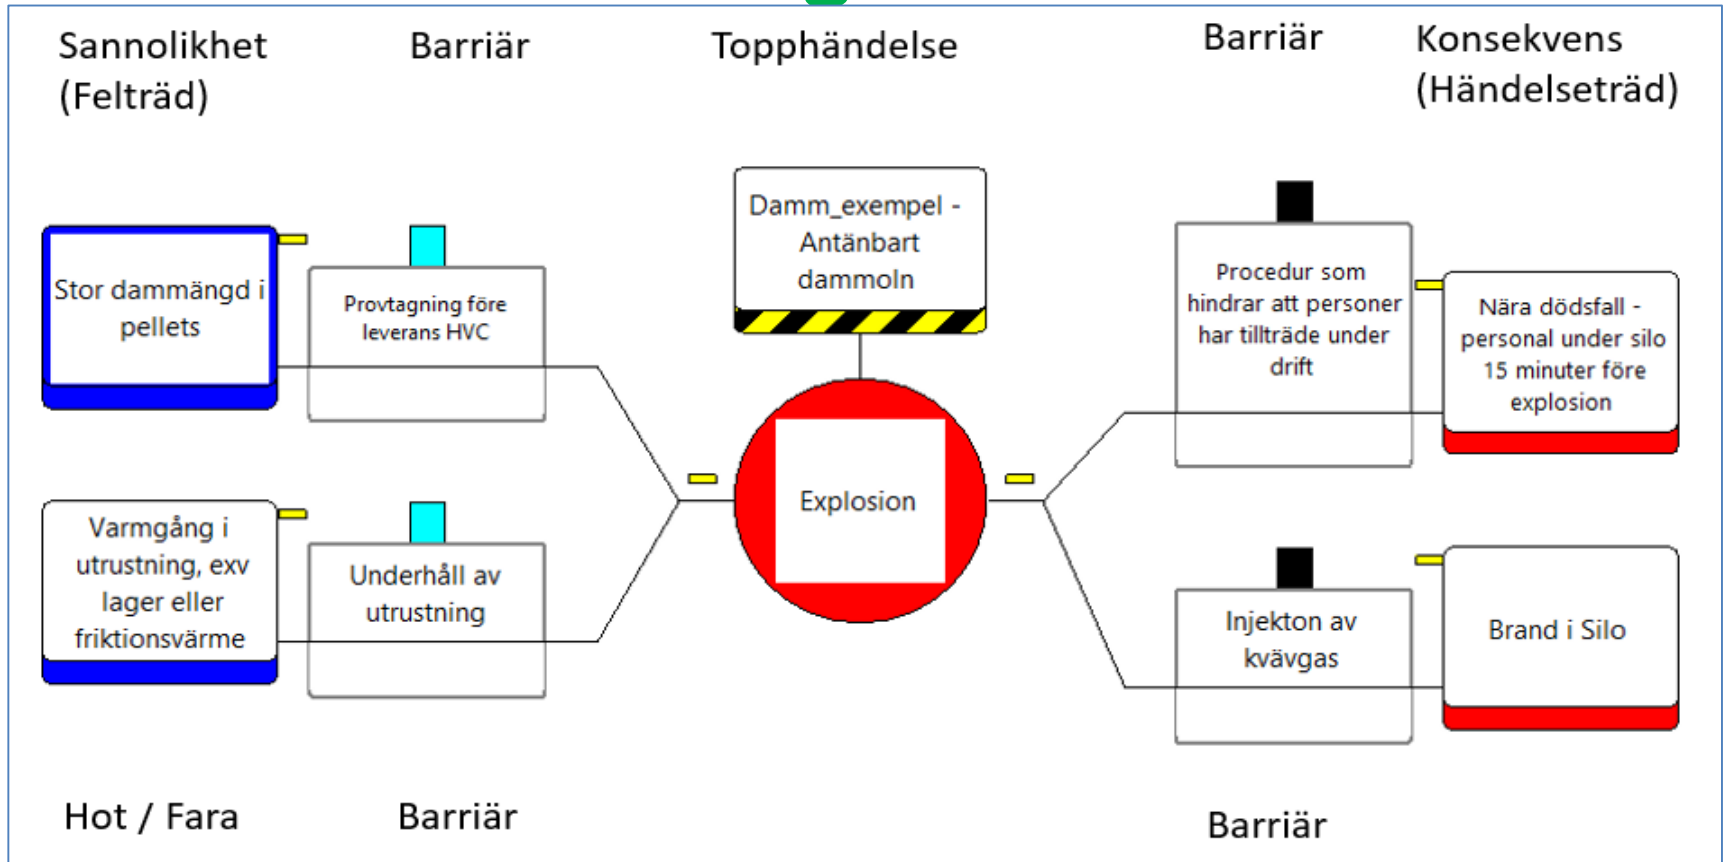 Sannolikhet
(Felträd)
Barriär
Topphändelse
Barriär
Konsekvens
(Händelseträd)
Stor dammängd i
pellets
Provtagning före
leverans HVC
Damm_exempel -
Antänbart
dammoln
Procedur som
hindrar att personer
har tillträde under
drift
Nära dödsfall -
personal under silo
15 minuter före
explosion
Explosion
Varmgång i
utrustning, exv
lager eller
friktionsvärme
Underhåll av
utrustning
Injekton av
kvävgas
Brand i Silo
Hot / Fara
Barriär
Barriär